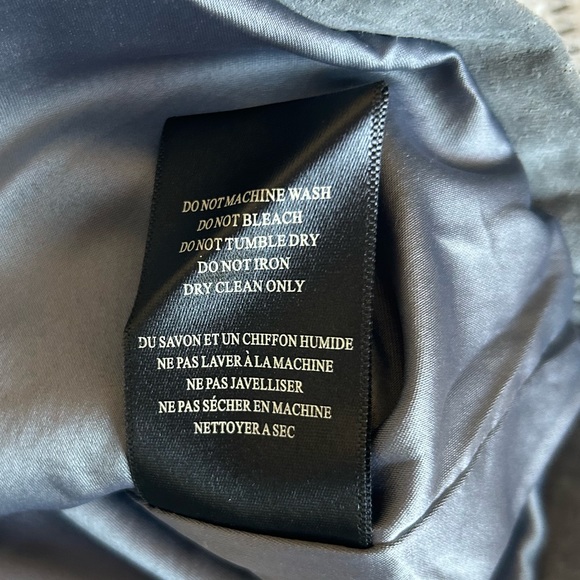 DO NOT MACHINE WASH
DO NOT BLEACH
DO NOT TUMBLE DRY
DO NOT IRON
DRY CLEAN ONLY
DU SAVON ET UN CHIFFON HUMIDE
NE PAS LAVER À LA MACHINE
NE PAS JAVELLISER
NE PAS SÉCHER EN MACHINE
NETTOYER A SEC